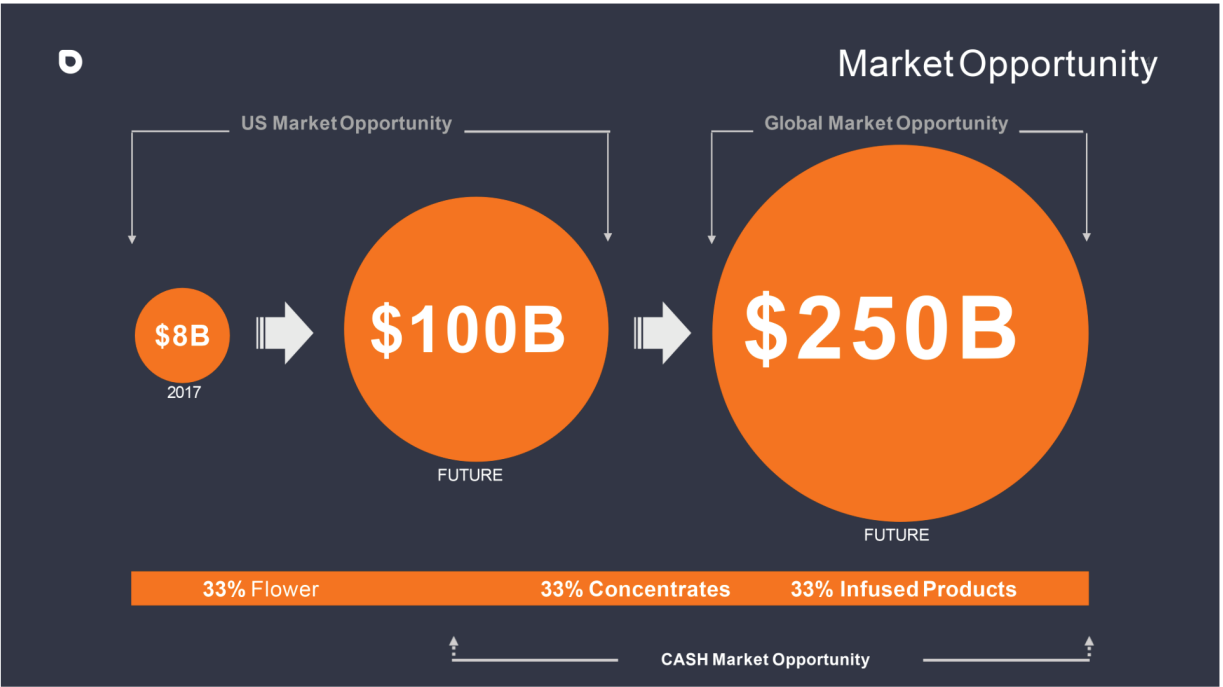 Market Opportunity
US Market Opportunity
Global Market Opportunity
$8B
$100B
$250B
2017
FUTURE
FUTURE
33% Flower
33% Concentrates
33% Infused Products
CASH Market Opportunity